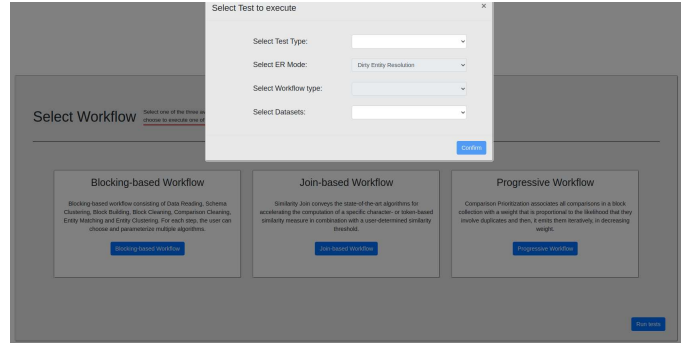 Select Test to execute
×
Select Test Type:
Select ER Mode:
Dirty Entity Resolution
Select Workflow type:
Select Datasets:
Confirm
Select Workflow
Select one of the three av
choose to execute one of
Blocking-based Workflow
Blocking-based workflow consisting of Data Reading, Schema
Clustering, Block Building, Block Cleaning, Comparison Cleaning,
Entity Matching and Entity Clustering. For each step, the user can
choose and parameterize multiple algorithms.
Blocking-based Workflow
Join-based Workflow
Similarity Join conveys the state-of-the-art algorithms for
accelerating the computation of a specific character- or token-based
similarity measure in combination with a user-determined similarity
threshold.
Join-based Workflow
Progressive Workflow
Comparison Prioritization associates all comparisons in a block
collection with a weight that is proportional to the likelihood that they
involve duplicates and then, it emits them iteratively, in decreasing
weight.
Progressive Workflow
Run tests